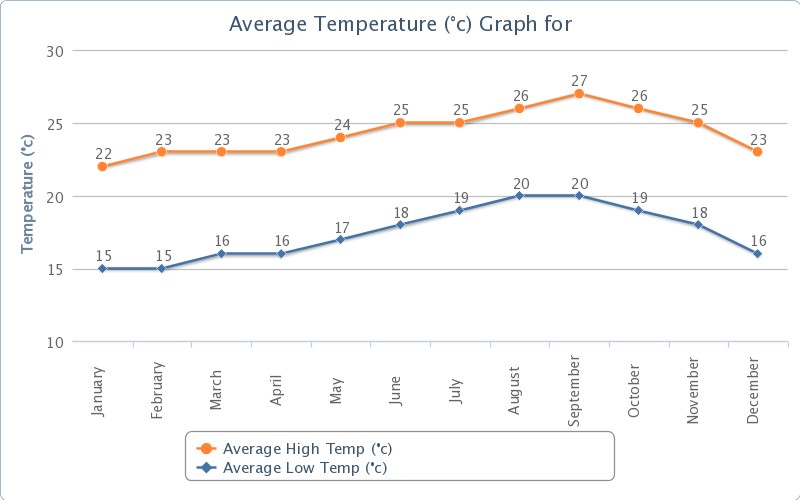 Average Temperature (°c) Graph for
30
25
20
15
10
Temperature (°c)
22 23 23 23 24 25 25 26 27 26 25 23
15 15 16 16 17 18 19 20 20 19 18 16
January February March April May June July August September October November December
Average High Temp (°c)
Average Low Temp (°c)